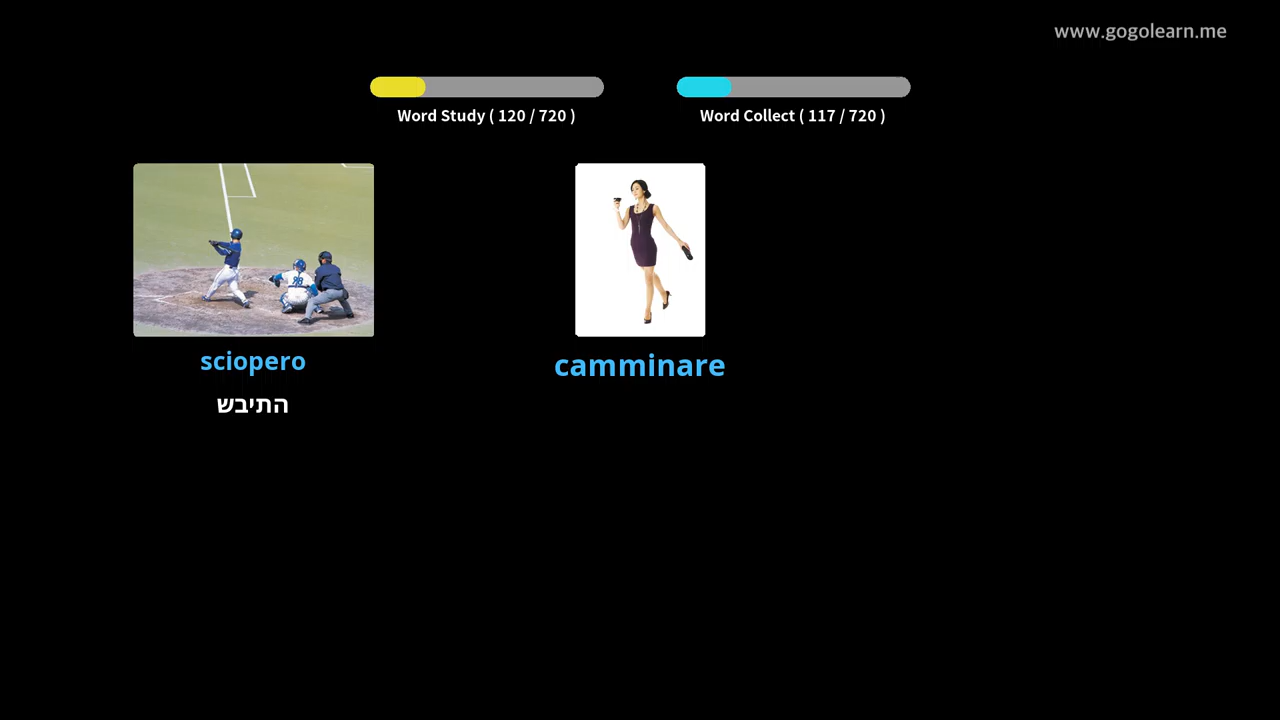 www.gogolearn.me
Word Study ( 120 / 720 )
Word Collect ( 117 / 720 )
sciopero
התיבש
camminare